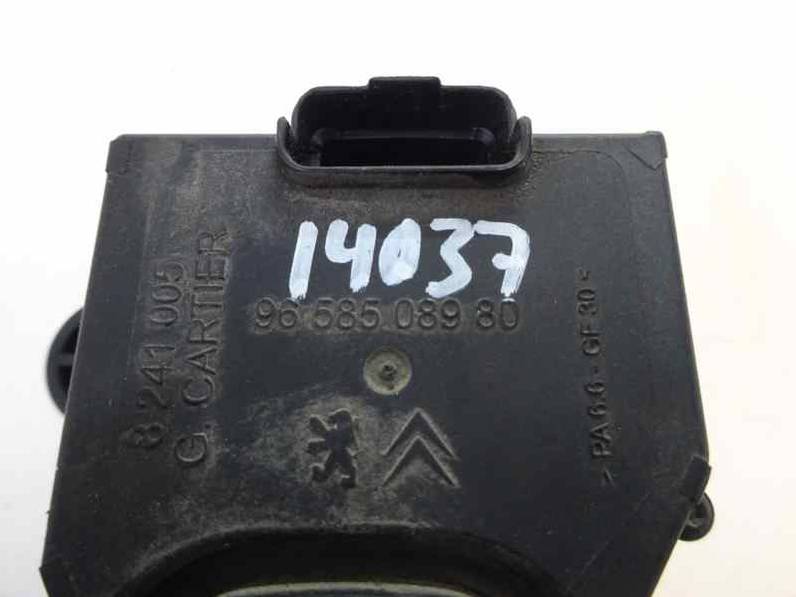 14037
96 585 089 80
8 241 005
G. CARTIER
> PA 6.6 - GF 30 <